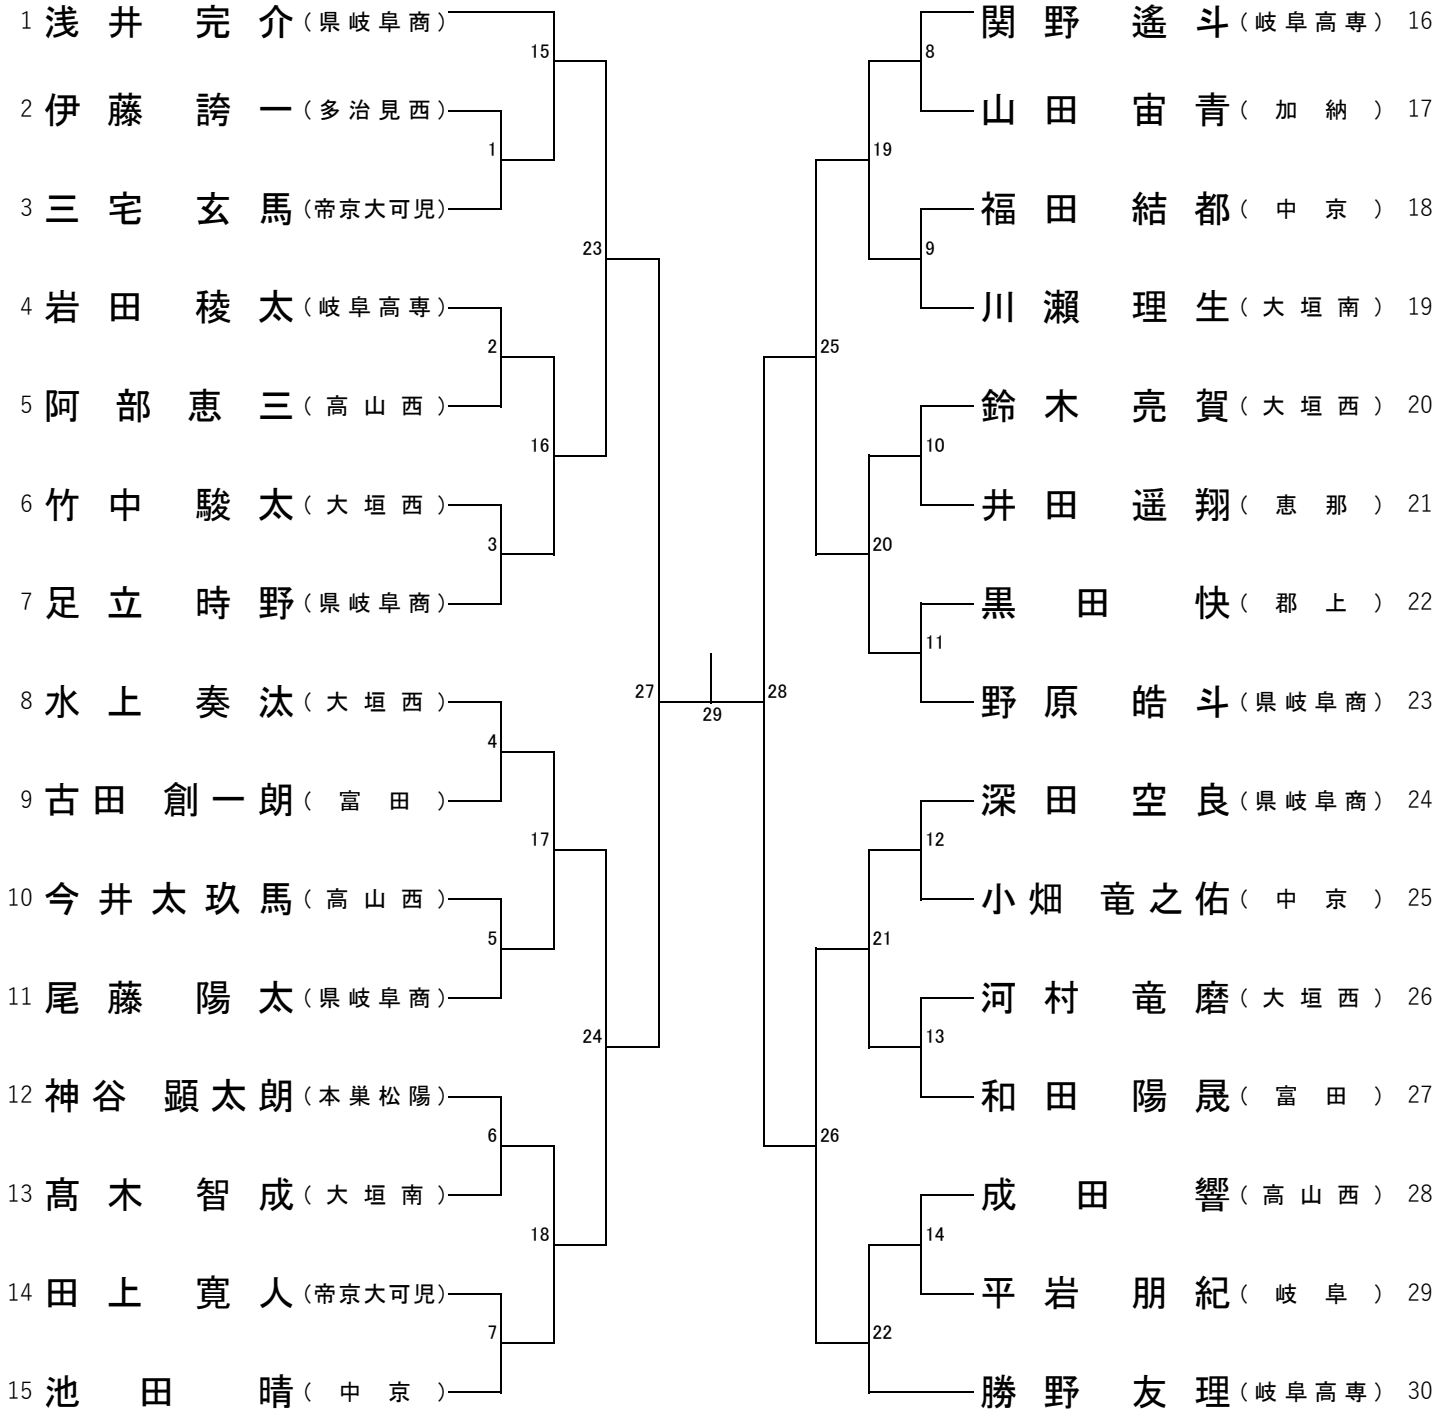 1 浅井 完介 (県岐阜商)
15
2 伊藤 誇一 (多治見西)
1
3 三宅 玄馬 (帝京大可児)
23
4 岩田 稜太 (岐阜高専)
2
5 阿部恵三 (高山西)
16
6 竹中 駿太 (大垣西)
3
7 足立 時野 (県岐阜商)
27
8 水上 奏汰 (大垣西)
4
9 古田 創一朗 (富田)
17
10 今井太玖馬 (高山西)
5
11 尾藤 陽太 (県岐阜商)
24
12 神谷 顕太朗 (本巣松陽)
6
13 髙木 智成 (大垣南)
18
14 田上 寛人 (帝京大可児)
7
15 池田 晴 (中京)
29
関野 遙斗 (岐阜高専) 16
8
山田 宙青 (加納) 17
19
福田 結都 (中京) 18
9
川瀬 理生 (大垣南) 19
25
鈴木 亮賀 (大垣西) 20
10
井田 遥翔 (恵那) 21
20
黒田 快 (郡上) 22
11
野原 皓斗 (県岐阜商) 23
28
深田 空良 (県岐阜商) 24
12
小畑 竜之佑 (中京) 25
21
河村 竜磨 (大垣西) 26
13
和田 陽晟 (富田) 27
26
成田 響 (高山西) 28
14
平岩 朋紀 (岐阜) 29
22
勝野 友理 (岐阜高専) 30